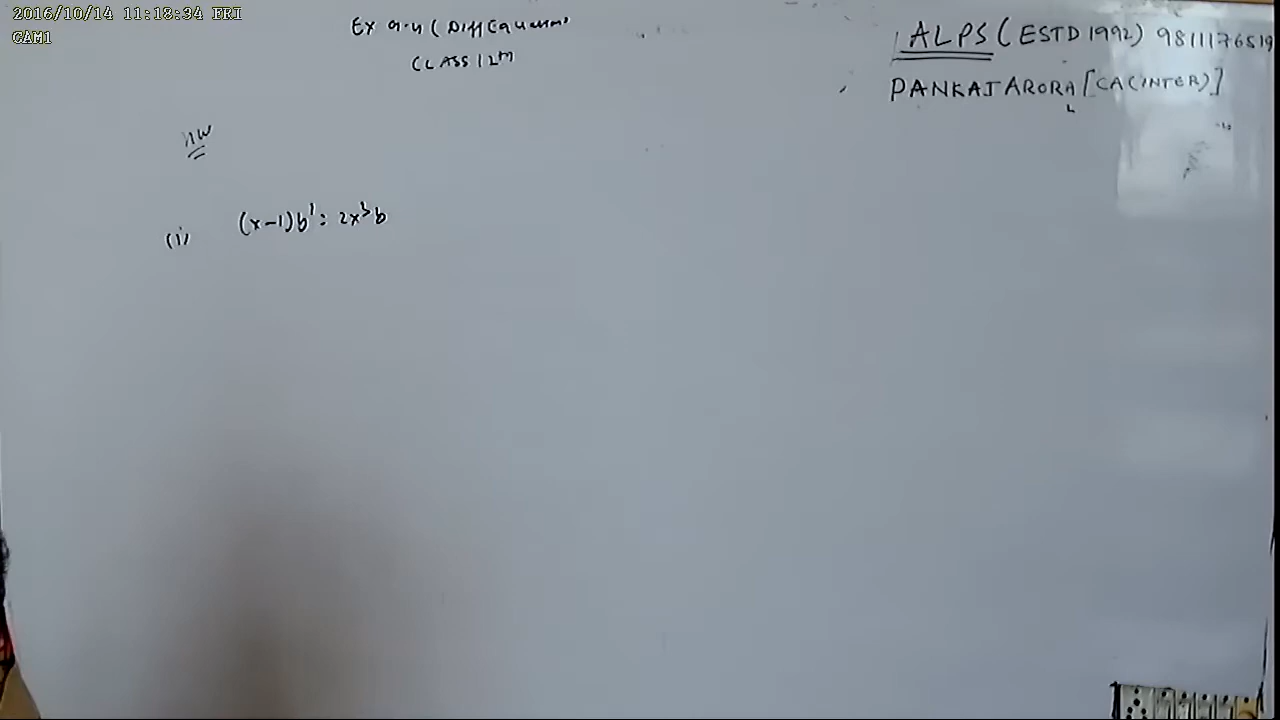 2016/10/14 11:18:34 FRI
CAM1
Ex 9.4 (Diff Equations)
CLASS 12th
ALPS (ESTD 1992) 9811176519
PANKAJ ARORA [CA(INTER)]
HW
(i) (x-1)b' = 2x³b